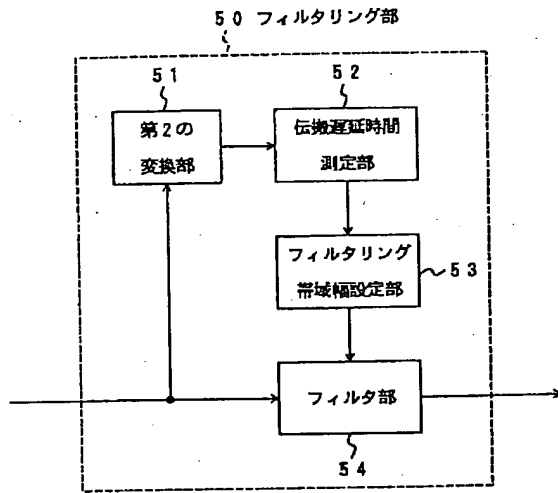 50 フィルタリング部
51
52
第2の
変換部
伝搬遅延時間
測定部
フィルタリング
帯域幅設定部
53
フィルタ部
54